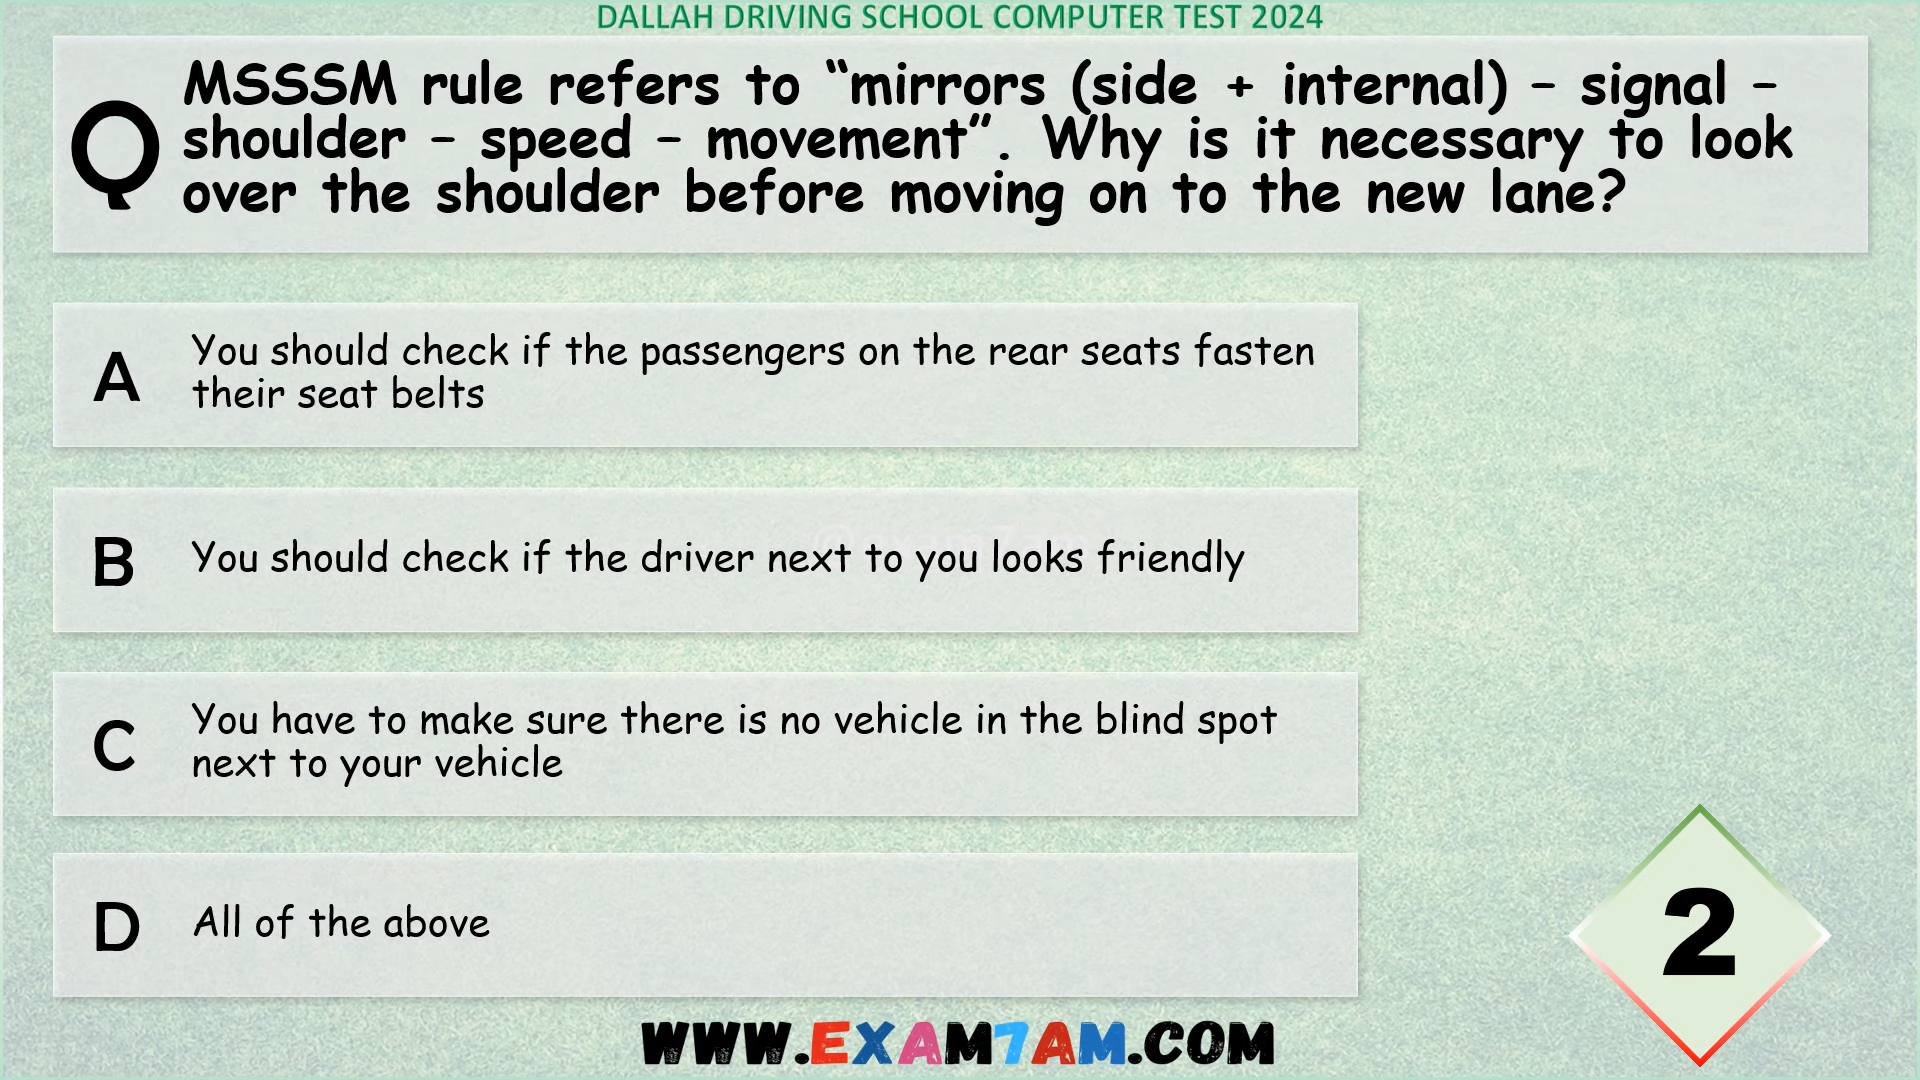 DALLAH DRIVING SCHOOL COMPUTER TEST 2024
Q
MSSSM rule refers to “mirrors (side + internal) – signal –
shoulder – speed – movement”. Why is it necessary to look
over the shoulder before moving on to the new lane?
A
You should check if the passengers on the rear seats fasten
their seat belts
B
You should check if the driver next to you looks friendly
C
You have to make sure there is no vehicle in the blind spot
next to your vehicle
D
All of the above
2
WWW.EXAM7AM.COM